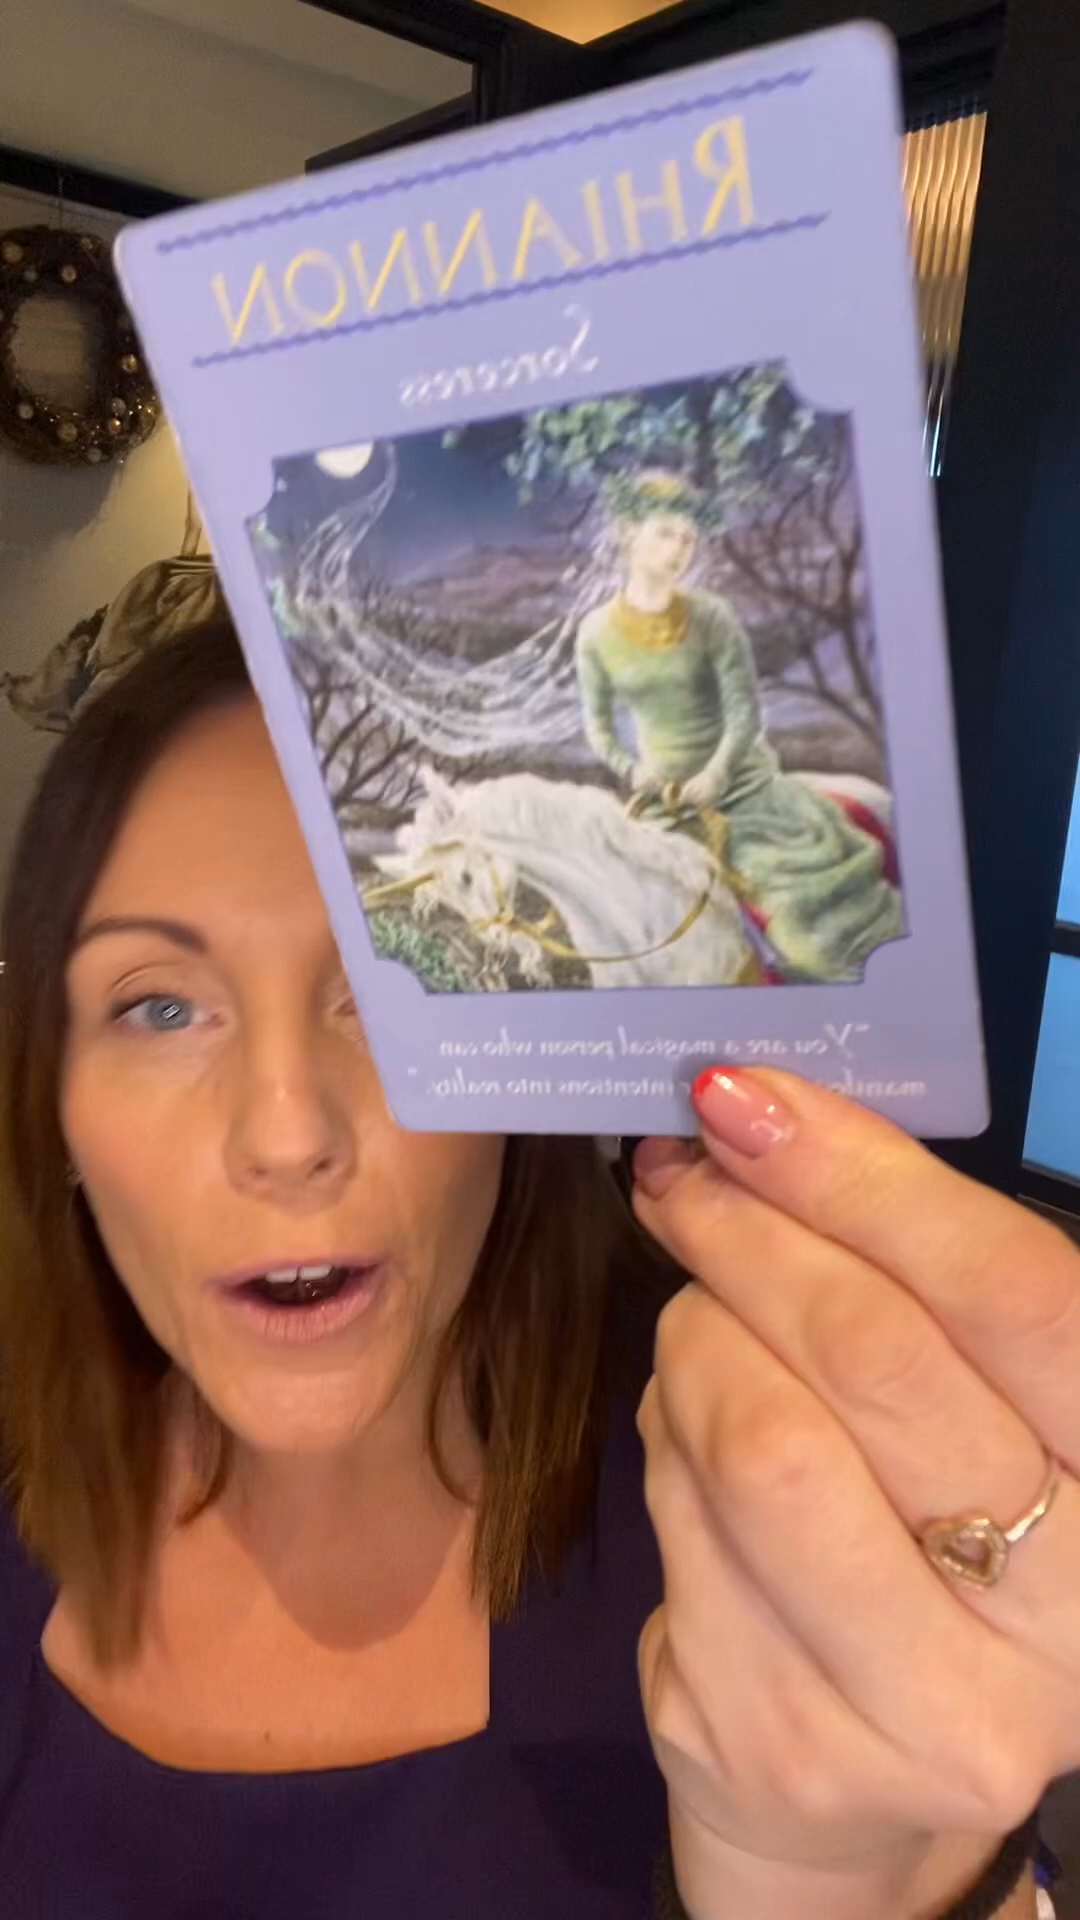 RHIANNON
Sorceress
"You are a magical person who can
intentions into reality."